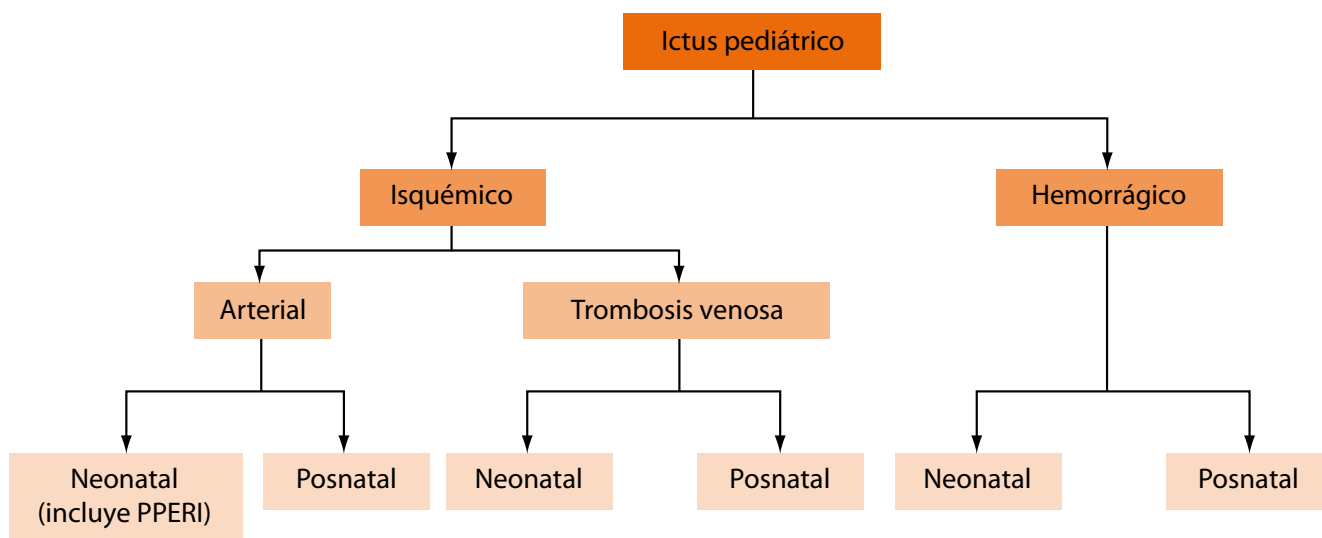 Ictus pediátrico
Isquémico
Hemorrágico
Arterial
Trombosis venosa
Neonatal
(incluye PPERI)
Posnatal
Neonatal
Posnatal
Neonatal
Posnatal